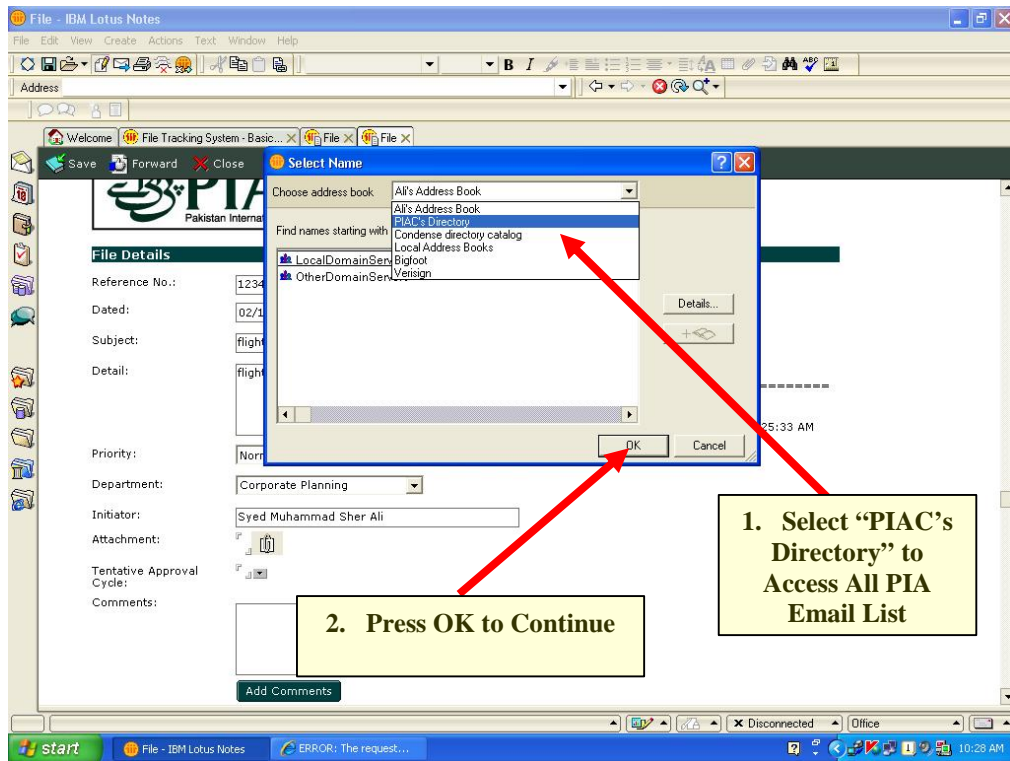 File - IBM Lotus Notes
File Edit View Create Actions Text Window Help
B I
Address
Welcome File Tracking System - Basic... File File
Save Forward Close
Select Name
Choose address book Ali's Address Book
Ali's Address Book
PIAC's Directory
Condense directory catalog
Local Address Books
Bigfoot
Verisign
Find names starting with
LocalDomainSer
OtherDomainServers
Details...
OK Cancel
PIA
Pakistan Interna
File Details
Reference No.: 1234
Dated: 02/1
Subject: flight
Detail: flight
========
25:33 AM
Priority: Norr
Department: Corporate Planning
Initiator: Syed Muhammad Sher Ali
Attachment:
Tentative Approval
Cycle:
Comments:
Add Comments
1. Select “PIAC’s
Directory” to
Access All PIA
Email List
2. Press OK to Continue
Disconnected Office
start File - IBM Lotus Notes ERROR: The request... 10:28 AM